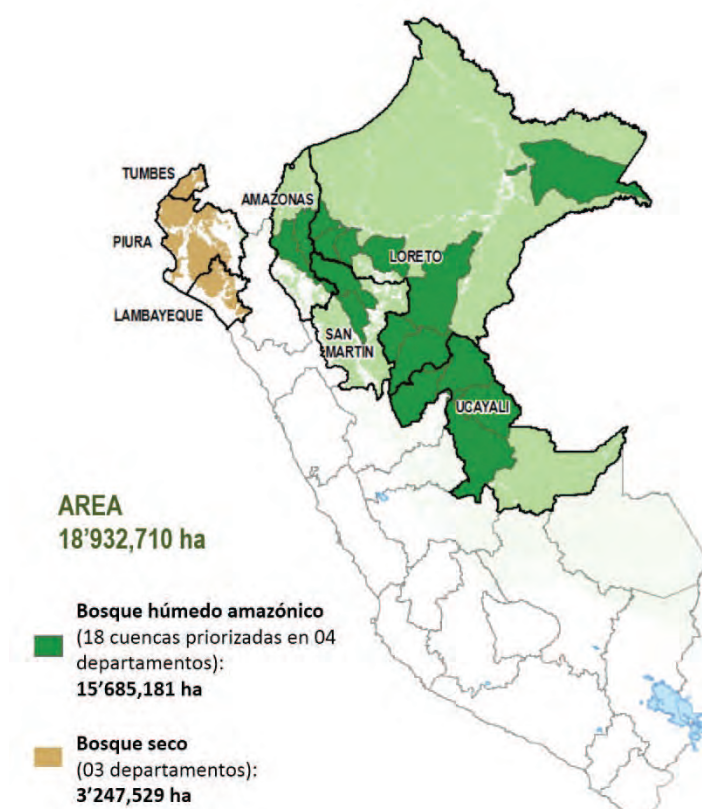 TUMBES
AMAZONAS
PIURA
LORETO
LAMBAYEQUE
SAN
MARTIN
UCAYALI
AREA
18'932,710 ha
Bosque húmedo amazónico
(18 cuencas priorizadas en 04
departamentos):
15'685,181 ha
Bosque seco
(03 departamentos):
3'247,529 ha